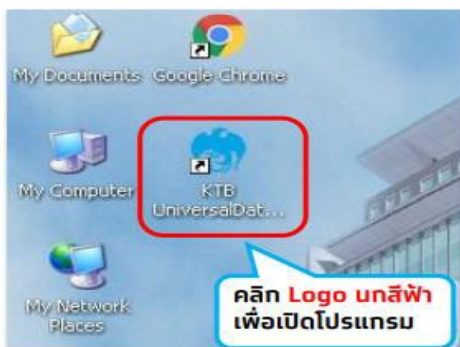 My Documents
Google Chrome
My Computer
KTB
UniversalDat...
My Network
Places
คลิก Logo นกสีฟ้า
เพื่อเปิดโปรแกรม